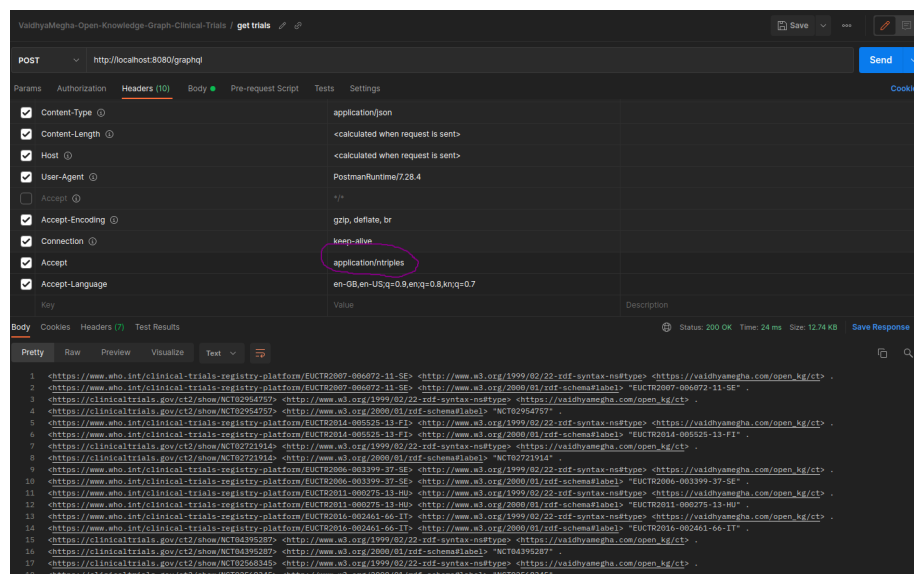 VaidhyaMegha-Open-Knowledge-Graph-Clinical-Trials / get trials
Save
POST http://localhost:8080/graphql Send
Params Authorization Headers (10) Body Pre-request Script Tests Settings Cookie
Content-Type application/json
Content-Length <calculated when request is sent>
Host <calculated when request is sent>
User-Agent PostmanRuntime/7.28.4
Accept */*
Accept-Encoding gzip, deflate, br
Connection keep-alive
Accept application/ntriples
Accept-Language en-GB,en-US;q=0.9,en;q=0.8,kn;q=0.7
Key Value Description
Body Cookies Headers (7) Test Results Status: 200 OK Time: 24 ms Size: 12.74 KB Save Response
Pretty Raw Preview Visualize Text
1 <https://www.who.int/clinical-trials-registry-platform/EUCTR2007-006072-11-SE> <http://www.w3.org/1999/02/22-rdf-syntax-ns#type> <https://vaidhyamegha.com/open_kg/ct> .
2 <https://www.who.int/clinical-trials-registry-platform/EUCTR2007-006072-11-SE> <http://www.w3.org/2000/01/rdf-schema#label> "EUCTR2007-006072-11-SE" .
3 <https://clinicaltrials.gov/ct2/show/NCT02954757> <http://www.w3.org/1999/02/22-rdf-syntax-ns#type> <https://vaidhyamegha.com/open_kg/ct> .
4 <https://clinicaltrials.gov/ct2/show/NCT02954757> <http://www.w3.org/2000/01/rdf-schema#label> "NCT02954757" .
5 <https://www.who.int/clinical-trials-registry-platform/EUCTR2014-005525-13-FI> <http://www.w3.org/1999/02/22-rdf-syntax-ns#type> <https://vaidhyamegha.com/open_kg/ct> .
6 <https://www.who.int/clinical-trials-registry-platform/EUCTR2014-005525-13-FI> <http://www.w3.org/2000/01/rdf-schema#label> "EUCTR2014-005525-13-FI" .
7 <https://clinicaltrials.gov/ct2/show/NCT02721914> <http://www.w3.org/1999/02/22-rdf-syntax-ns#type> <https://vaidhyamegha.com/open_kg/ct> .
8 <https://clinicaltrials.gov/ct2/show/NCT02721914> <http://www.w3.org/2000/01/rdf-schema#label> "NCT02721914" .
9 <https://www.who.int/clinical-trials-registry-platform/EUCTR2006-003399-37-SE> <http://www.w3.org/1999/02/22-rdf-syntax-ns#type> <https://vaidhyamegha.com/open_kg/ct> .
10 <https://www.who.int/clinical-trials-registry-platform/EUCTR2006-003399-37-SE> <http://www.w3.org/2000/01/rdf-schema#label> "EUCTR2006-003399-37-SE" .
11 <https://www.who.int/clinical-trials-registry-platform/EUCTR2011-000275-13-HU> <http://www.w3.org/1999/02/22-rdf-syntax-ns#type> <https://vaidhyamegha.com/open_kg/ct> .
12 <https://www.who.int/clinical-trials-registry-platform/EUCTR2011-000275-13-HU> <http://www.w3.org/2000/01/rdf-schema#label> "EUCTR2011-000275-13-HU" .
13 <https://www.who.int/clinical-trials-registry-platform/EUCTR2016-002461-66-IT> <http://www.w3.org/1999/02/22-rdf-syntax-ns#type> <https://vaidhyamegha.com/open_kg/ct> .
14 <https://www.who.int/clinical-trials-registry-platform/EUCTR2016-002461-66-IT> <http://www.w3.org/2000/01/rdf-schema#label> "EUCTR2016-002461-66-IT" .
15 <https://clinicaltrials.gov/ct2/show/NCT04395287> <http://www.w3.org/1999/02/22-rdf-syntax-ns#type> <https://vaidhyamegha.com/open_kg/ct> .
16 <https://clinicaltrials.gov/ct2/show/NCT04395287> <http://www.w3.org/2000/01/rdf-schema#label> "NCT04395287" .
17 <https://clinicaltrials.gov/ct2/show/NCT02568345> <http://www.w3.org/1999/02/22-rdf-syntax-ns#type> <https://vaidhyamegha.com/open_kg/ct> .